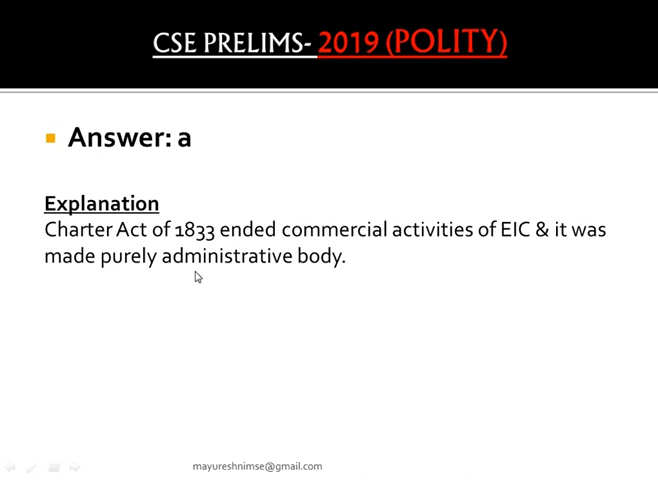 CSE PRELIMS- 2019 (POLITY)
Answer: a
Explanation
Charter Act of 1833 ended commercial activities of EIC & it was
made purely administrative body.
mayureshnimse@gmail.com